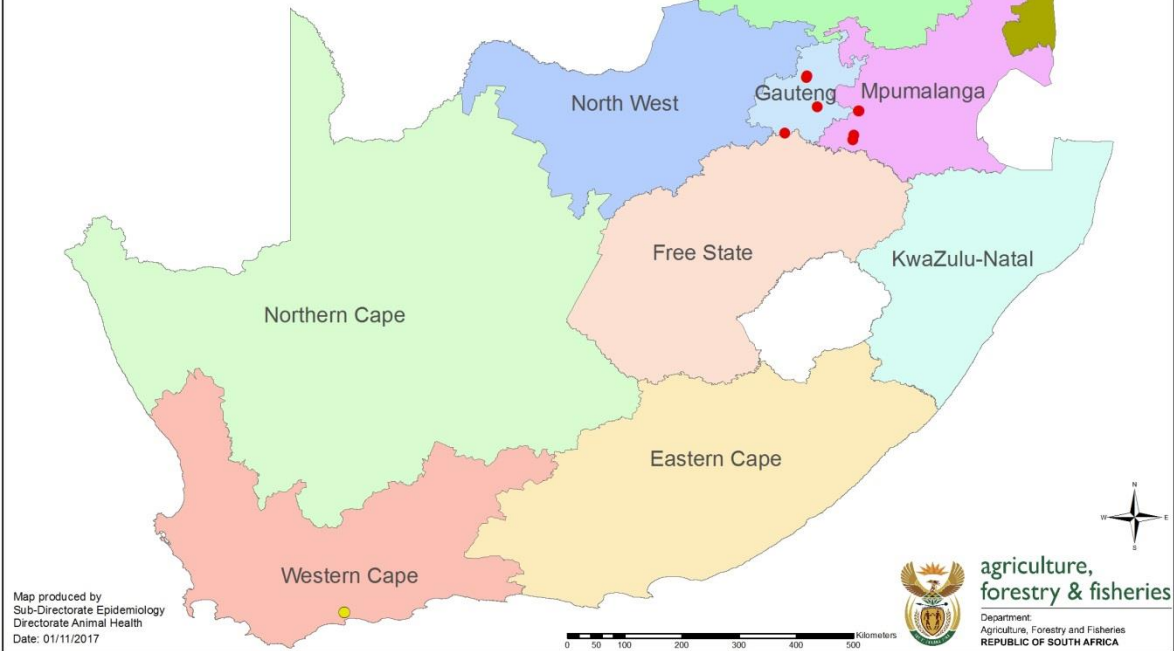 North West
Gauteng
Mpumalanga
Free State
KwaZulu-Natal
Northern Cape
Eastern Cape
Western Cape
Map produced by
Sub-Directorate Epidemiology
Directorate Animal Health
Date: 01/11/2017
N
W
E
S
Kilometers
0 50 100 200 300 400 500
agriculture,
forestry & fisheries
Department:
Agriculture, Forestry and Fisheries
REPUBLIC OF SOUTH AFRICA